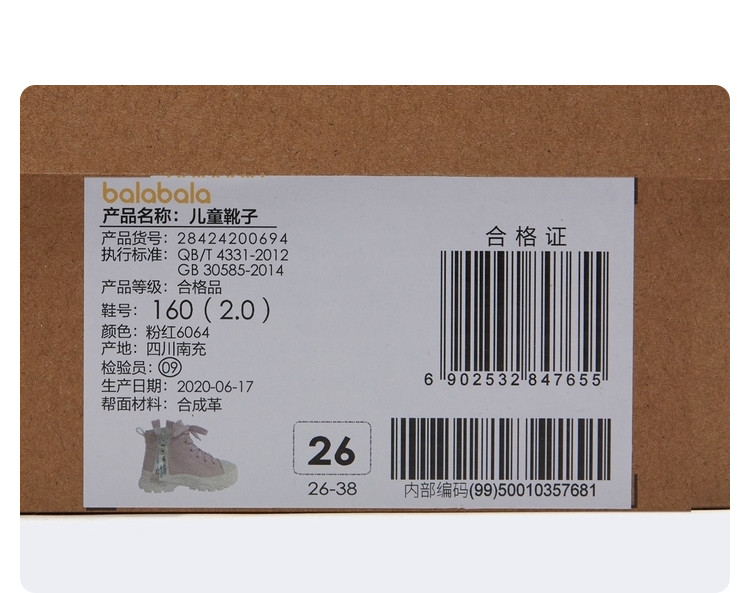 balabala
产品名称：儿童靴子
产品货号：28424200694
执行标准：QB/T 4331-2012
GB 30585-2014
产品等级：合格品
鞋号：160（2.0）
颜色：粉红6064
产地：四川南充
检验员：09
生产日期：2020-06-17
帮面材料：合成革
合格证
6 902532 847655
26
26-38
内部编码(99)50010357681